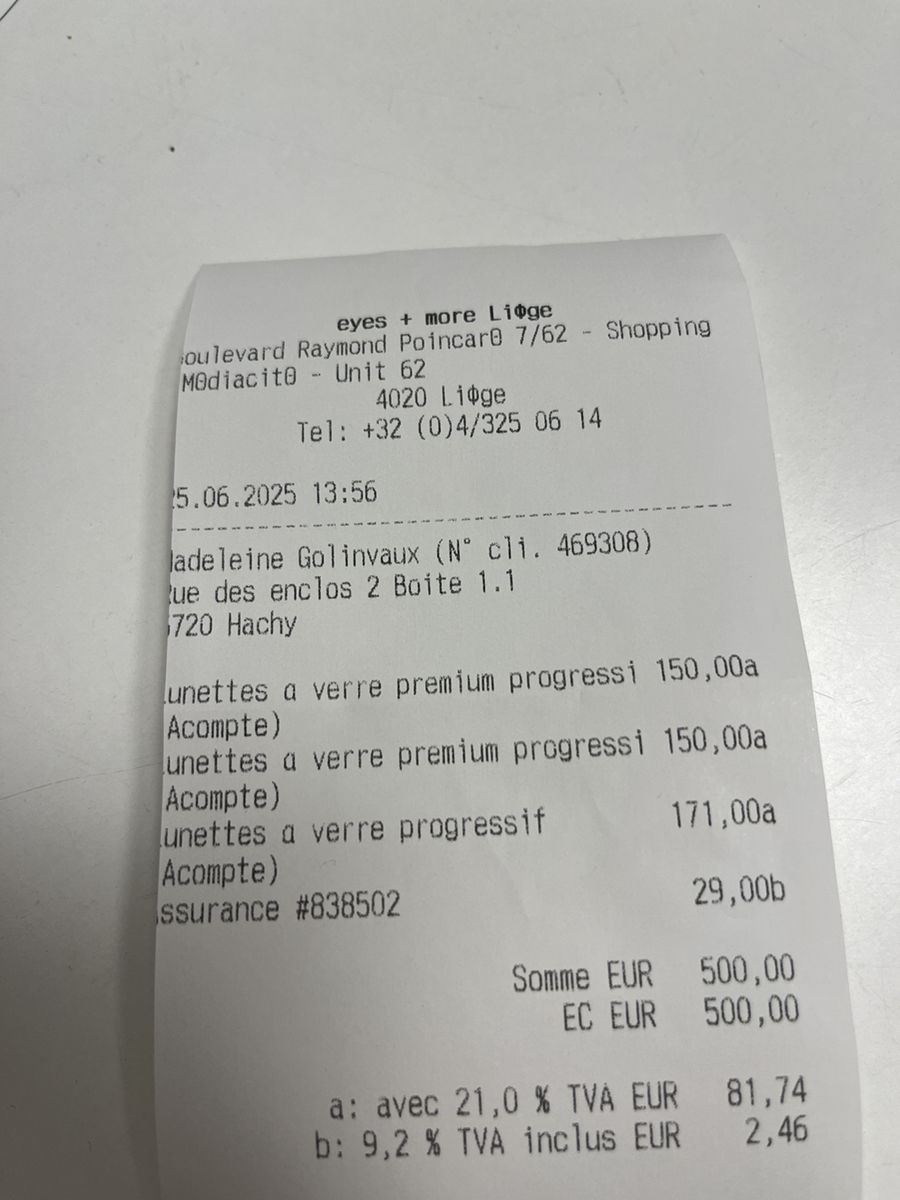 eyes + more LiΦge
oulevard Raymond Poincar0 7/62 - Shopping
M0diacit0 - Unit 62
4020 LiΦge
Tel: +32 (0)4/325 06 14
5.06.2025 13:56
adeleine Golinvaux (N° cli. 469308)
ue des enclos 2 Boite 1.1
720 Hachy
unettes a verre premium progressi 150,00a
Acompte)
unettes a verre premium progressi 150,00a
Acompte)
unettes a verre progressif 171,00a
Acompte)
ssurance #838502 29,00b
Somme EUR 500,00
EC EUR 500,00
a: avec 21,0 % TVA EUR 81,74
b: 9,2 % TVA inclus EUR 2,46